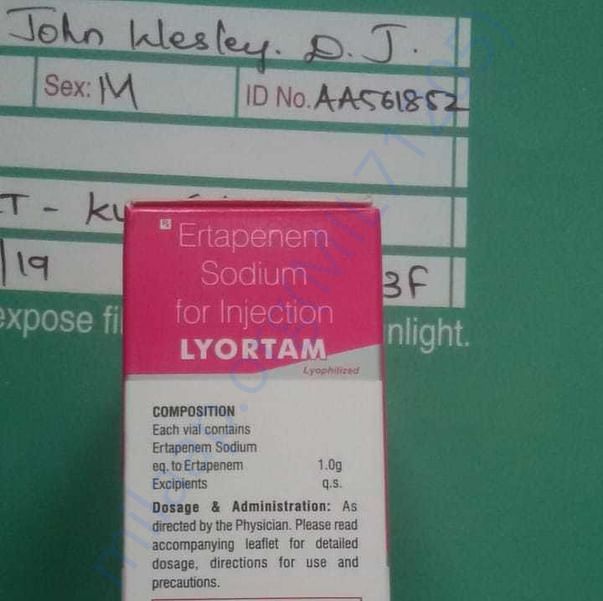 John Wesley. D. J.
Sex: M
ID No. AA561852
T - Ku
/19
3F
expose fi
nlight.
Rx
Ertapenem
Sodium
for Injection
LYORTAM
Lyophilized
COMPOSITION
Each vial contains
Ertapenem Sodium
eq. to Ertapenem 1.0g
Excipients q.s.
Dosage & Administration: As
directed by the Physician. Please read
accompanying leaflet for detailed
dosage, directions for use and
precautions.